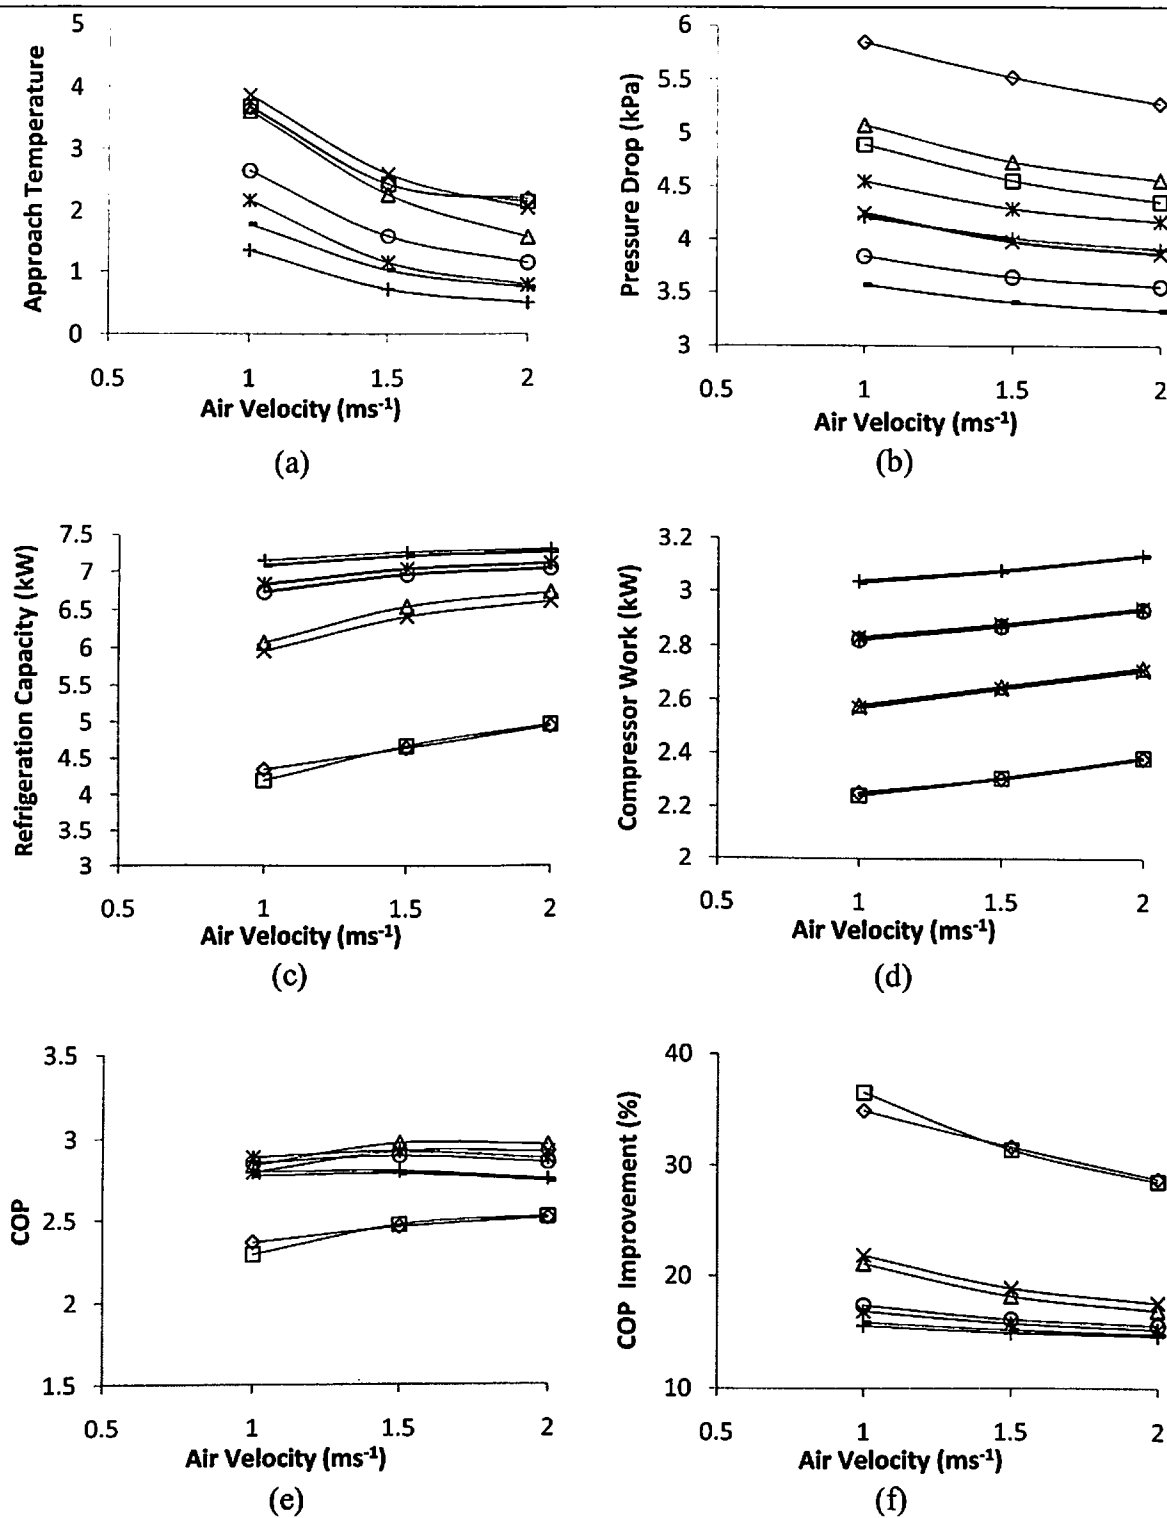 Approach Temperature
5
4
3
2
1
0
0.5 1 1.5 2
Air Velocity (ms⁻¹)
(a)
Pressure Drop (kPa)
6
5.5
5
4.5
4
3.5
3
0.5 1 1.5 2
Air Velocity (ms⁻¹)
(b)
Refrigeration Capacity (kW)
7.5
7
6.5
6
5.5
5
4.5
4
3.5
3
0.5 1 1.5 2
Air Velocity (ms⁻¹)
(c)
Compressor Work (kW)
3.2
3
2.8
2.6
2.4
2.2
2
0.5 1 1.5 2
Air Velocity (ms⁻¹)
(d)
COP
3.5
3
2.5
2
1.5
0.5 1 1.5 2
Air Velocity (ms⁻¹)
(e)
COP Improvement (%)
40
30
20
10
0.5 1 1.5 2
Air Velocity (ms⁻¹)
(f)